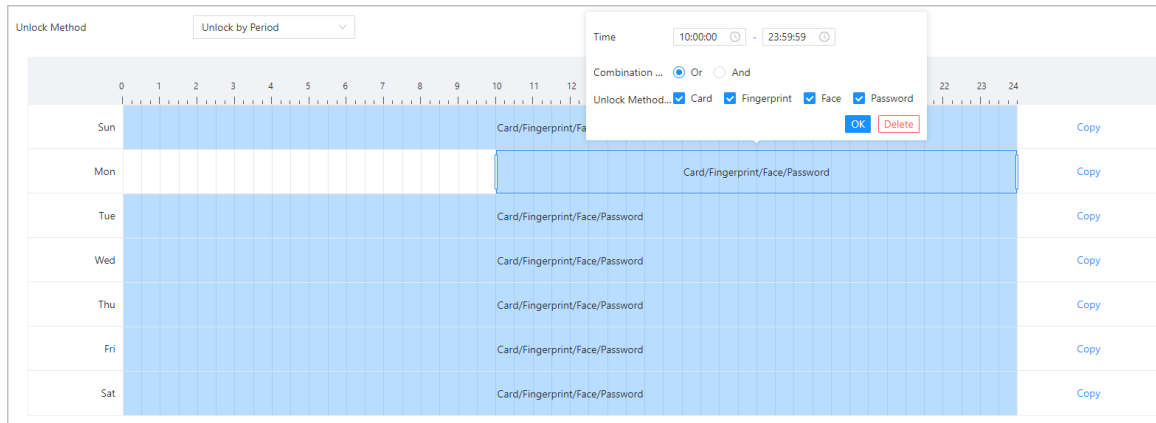 Unlock Method Unlock by Period
Time 10:00:00 - 23:59:59
Combination ... Or And
Unlock Method... Card Fingerprint Face Password
OK Delete
0 1 2 3 4 5 6 7 8 9 10 11 12 22 23 24
Sun Card/Fingerprint/Fa Copy
Mon Card/Fingerprint/Face/Password Copy
Tue Card/Fingerprint/Face/Password Copy
Wed Card/Fingerprint/Face/Password Copy
Thu Card/Fingerprint/Face/Password Copy
Fri Card/Fingerprint/Face/Password Copy
Sat Card/Fingerprint/Face/Password Copy